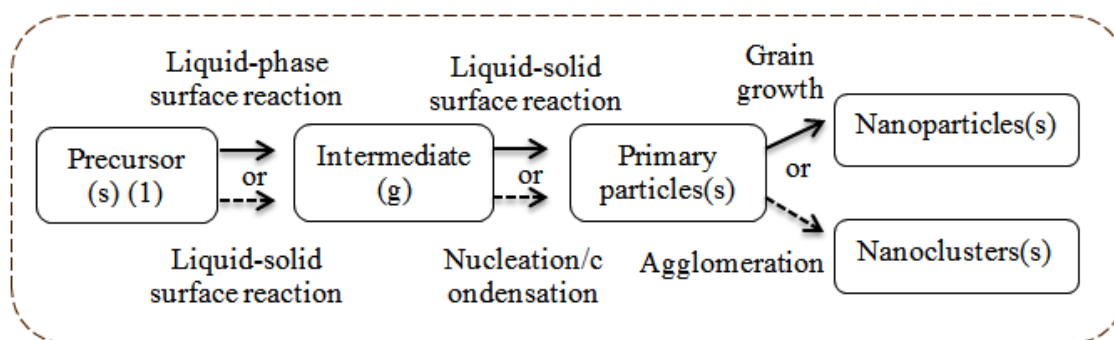 Liquid-phase
surface reaction
Precursor
(s) (1)
or
Liquid-solid
surface reaction
Intermediate
(g)
Liquid-solid
surface reaction
or
Nucleation/c
ondensation
Primary
particles(s)
Grain
growth
or
Agglomeration
Nanoparticles(s)
Nanoclusters(s)